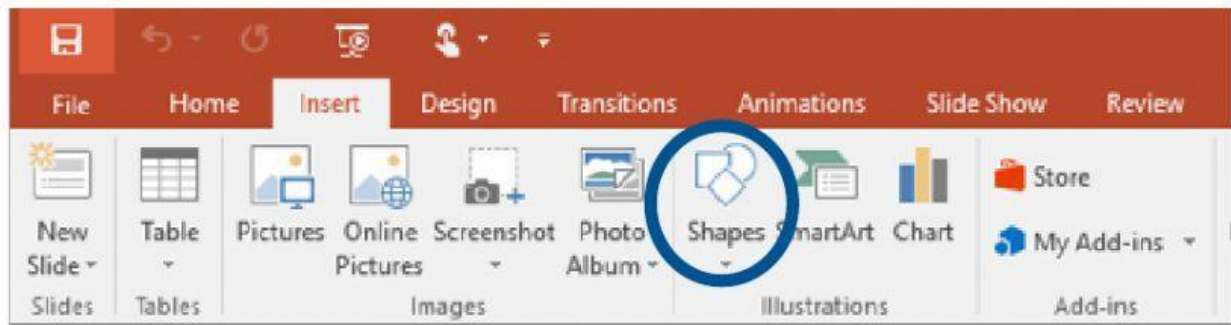 File Home Insert Design Transitions Animations Slide Show Review
New Table Pictures Online Screenshot Photo Shapes SmartArt Chart Store
Slide Pictures Album My Add-ins
Slides Tables Images Illustrations Add-ins